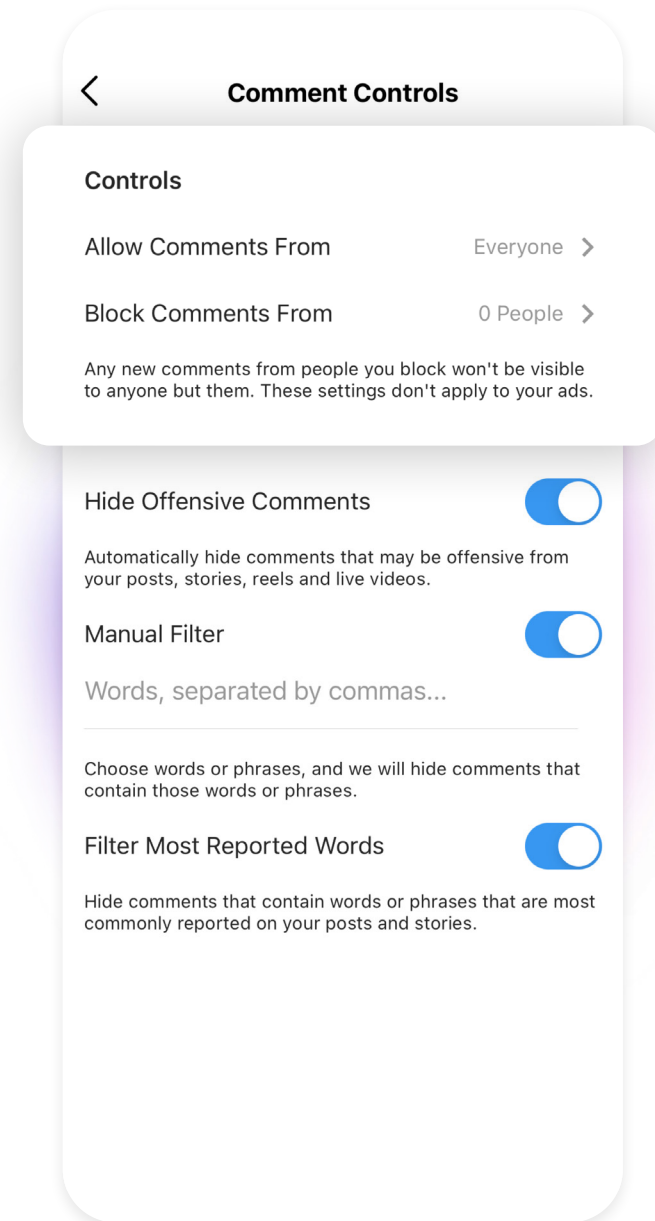 Comment Controls
Controls
Allow Comments From Everyone
Block Comments From 0 People
Any new comments from people you block won't be visible
to anyone but them. These settings don't apply to your ads.
Hide Offensive Comments
Automatically hide comments that may be offensive from
your posts, stories, reels and live videos.
Manual Filter
Words, separated by commas...
Choose words or phrases, and we will hide comments that
contain those words or phrases.
Filter Most Reported Words
Hide comments that contain words or phrases that are most
commonly reported on your posts and stories.